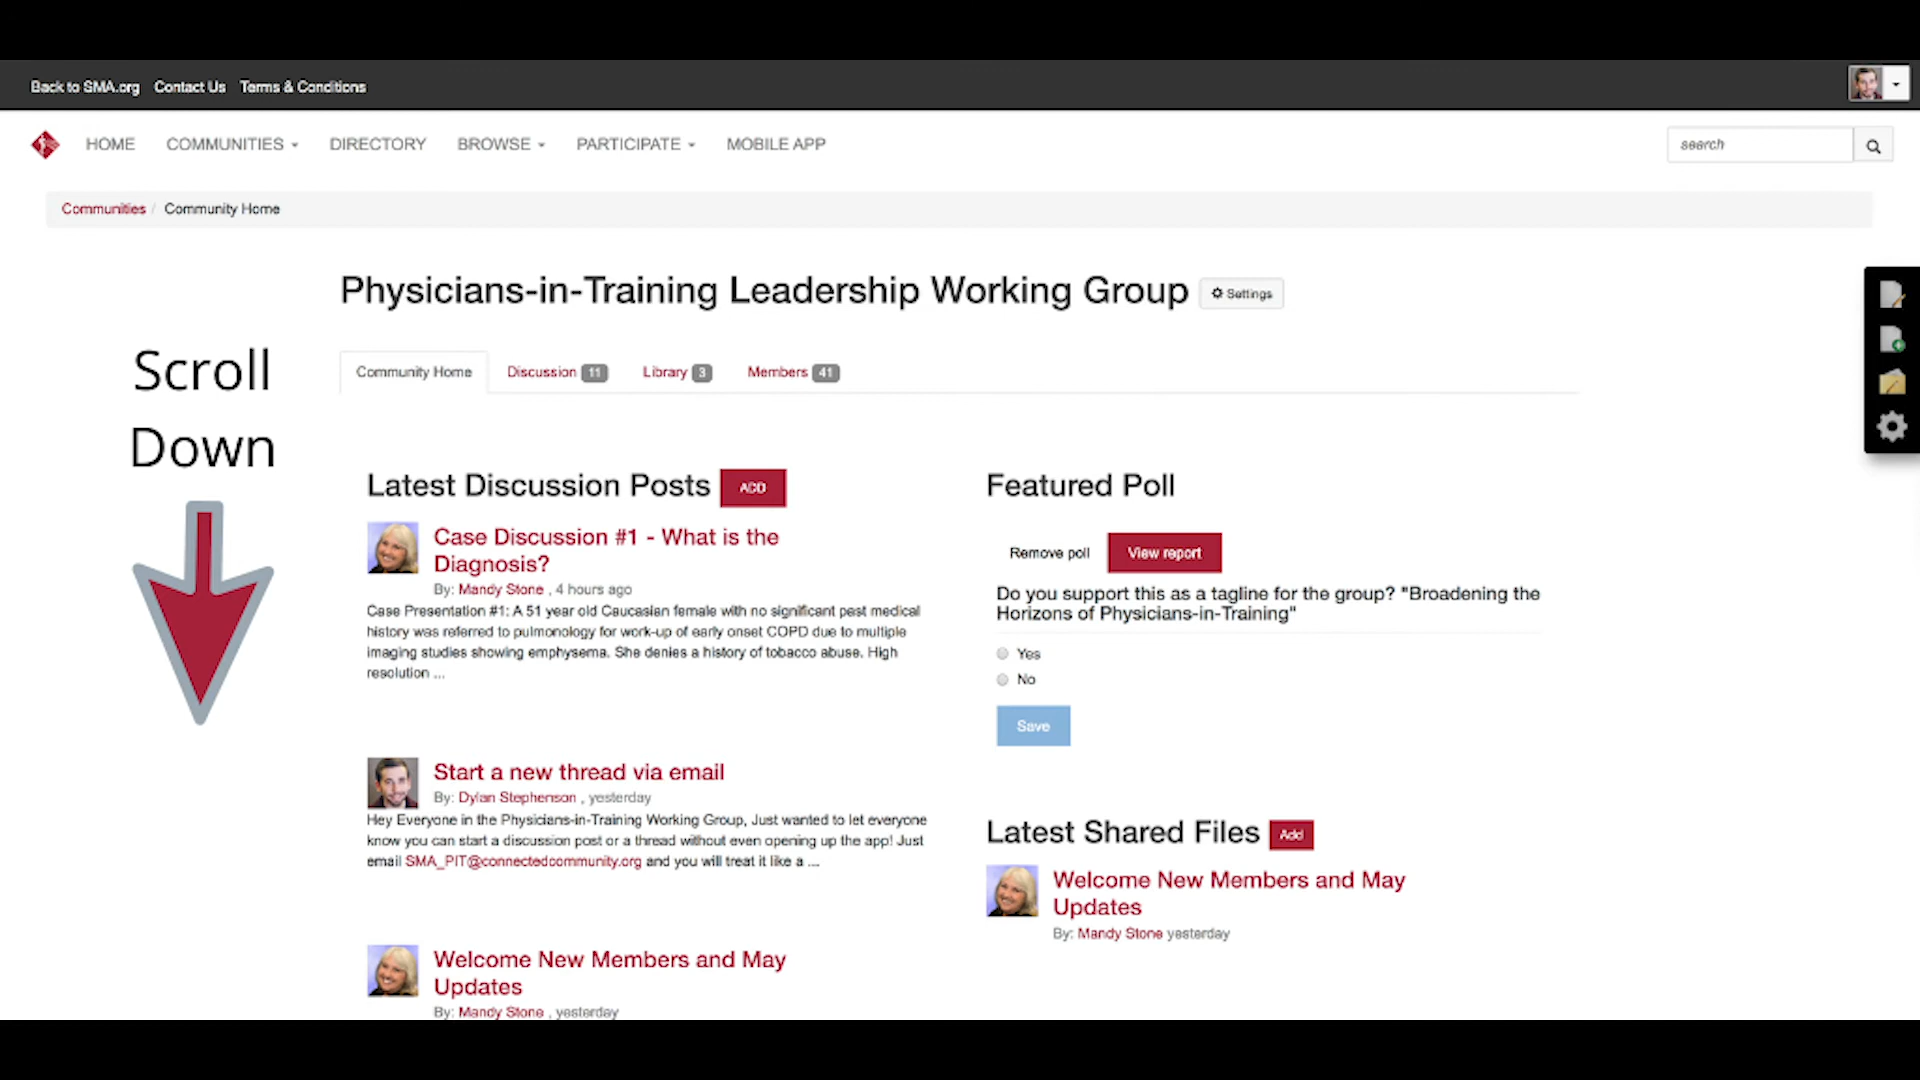 Back to SMA.org Contact Us Terms & Conditions
HOME COMMUNITIES DIRECTORY BROWSE PARTICIPATE MOBILE APP
search
Communities / Community Home
Physicians-in-Training Leadership Working Group Settings
Scroll
Down
Community Home Discussion 11 Library 3 Members 41
Latest Discussion Posts ADD
Case Discussion #1 - What is the
Diagnosis?
By: Mandy Stone , 4 hours ago
Case Presentation #1: A 51 year old Caucasian female with no significant past medical
history was referred to pulmonology for work-up of early onset COPD due to multiple
imaging studies showing emphysema. She denies a history of tobacco abuse. High
resolution ...
Start a new thread via email
By: Dylan Stephenson , yesterday
Hey Everyone in the Physicians-in-Training Working Group, Just wanted to let everyone
know you can start a discussion post or a thread without even opening up the app! Just
email SMA_PIT@connectedcommunity.org and you will treat it like a ...
Welcome New Members and May
Updates
By: Mandy Stone , yesterday
Featured Poll
Remove poll View report
Do you support this as a tagline for the group? "Broadening the
Horizons of Physicians-in-Training"
Yes
No
Save
Latest Shared Files Add
Welcome New Members and May
Updates
By: Mandy Stone yesterday